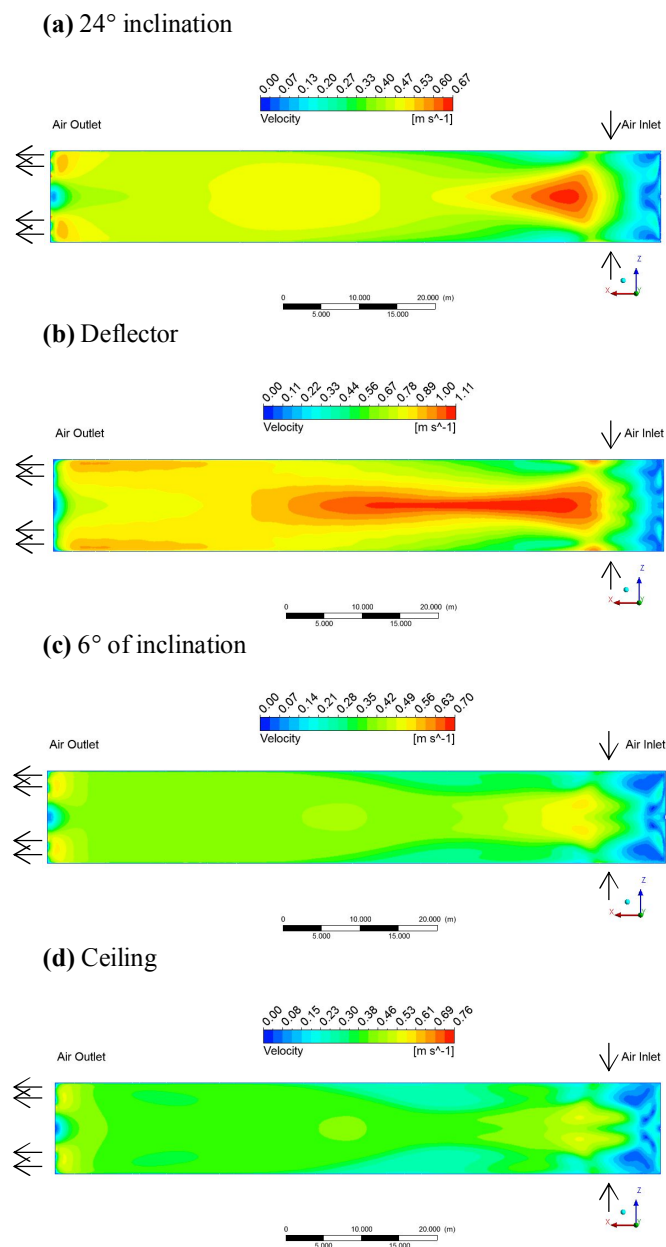 (a) 24° inclination
0.00 0.07 0.13 0.20 0.27 0.33 0.40 0.47 0.53 0.60 0.67
Velocity [m s^-1]
Air Outlet Air Inlet
Z
X Y
0 10.000 20.000 (m)
5.000 15.000
(b) Deflector
0.00 0.11 0.22 0.33 0.44 0.56 0.67 0.78 0.89 1.00 1.11
Velocity [m s^-1]
Air Outlet Air Inlet
Z
X Y
0 10.000 20.000 (m)
5.000 15.000
(c) 6° of inclination
0.00 0.07 0.14 0.21 0.28 0.35 0.42 0.49 0.56 0.63 0.70
Velocity [m s^-1]
Air Outlet Air Inlet
Z
X Y
0 10.000 20.000 (m)
5.000 15.000
(d) Ceiling
0.00 0.08 0.15 0.23 0.30 0.38 0.46 0.53 0.61 0.69 0.76
Velocity [m s^-1]
Air Outlet Air Inlet
Z
X Y
0 10.000 20.000 (m)
5.000 15.000